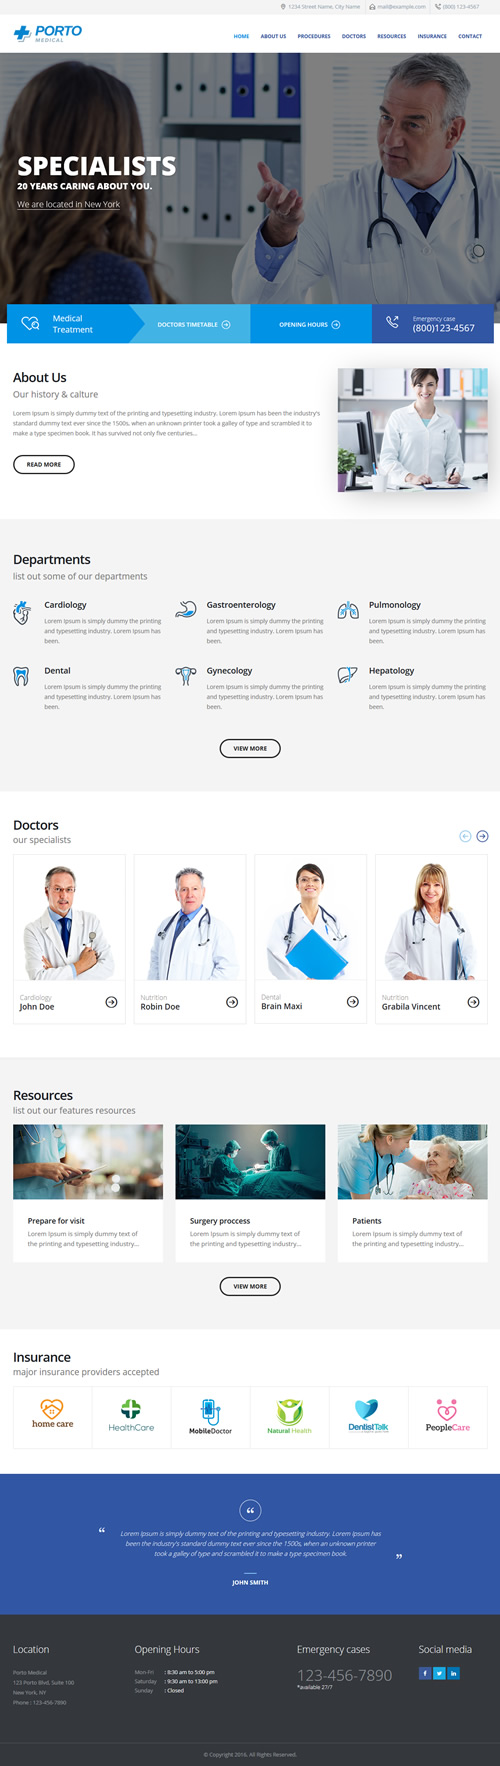 1234 Street Name, City Name mail@example.com (800) 123-4567
PORTO
MEDICAL
HOME ABOUT US PROCEDURES DOCTORS RESOURCES INSURANCE CONTACT
SPECIALISTS
20 YEARS CARING ABOUT YOU.
We are located in New York
Medical
Treatment
DOCTORS TIMETABLE
OPENING HOURS
Emergency case
(800)123-4567
About Us
Our history & calture
Lorem Ipsum is simply dummy text of the printing and typesetting industry. Lorem Ipsum has been the industry's
standard dummy text ever since the 1500s, when an unknown printer took a galley of type and scrambled it to
make a type specimen book. It has survived not only five centuries...
READ MORE
Departments
list out some of our departments
Cardiology
Lorem Ipsum is simply dummy the printing
and typesetting industry. Lorem Ipsum has
been.
Gastroenterology
Lorem Ipsum is simply dummy the printing
and typesetting industry. Lorem Ipsum has
been.
Pulmonology
Lorem Ipsum is simply dummy the printing
and typesetting industry. Lorem Ipsum has
been.
Dental
Lorem Ipsum is simply dummy the printing
and typesetting industry. Lorem Ipsum has
been.
Gynecology
Lorem Ipsum is simply dummy the printing
and typesetting industry. Lorem Ipsum has
been.
Hepatology
Lorem Ipsum is simply dummy the printing
and typesetting industry. Lorem Ipsum has
been.
VIEW MORE
Doctors
our specialists
Cardiology
John Doe
Nutrition
Robin Doe
Dental
Brain Maxi
Nutrition
Grabila Vincent
Resources
list out our features resources
Prepare for visit
Lorem Ipsum is simply dummy text of
the printing and typesetting industry...
Surgery proccess
Lorem Ipsum is simply dummy text of
the printing and typesetting industry...
Patients
Lorem Ipsum is simply dummy text of
the printing and typesetting industry...
VIEW MORE
Insurance
major insurance providers accepted
home care
HealthCare
MobileDoctor
Natural Health
DentistTalk
PeopleCare
“
“ Lorem Ipsum is simply dummy text of the printing and typesetting industry. Lorem Ipsum has
been the industry's standard dummy text ever since the 1500s, when an unknown printer
took a galley of type and scrambled it to make a type specimen book. ”
JOHN SMITH
Location
Porto Medical
123 Porto Blvd, Suite 100
New York, NY
Phone : 123-456-7890
Opening Hours
Mon-Fri : 8:30 am to 5:00 pm
Saturday : 9:30 am to 13:00 pm
Sunday : Closed
Emergency cases
123-456-7890
*available 27/7
Social media
© Copyright 2016. All Rights Reserved.